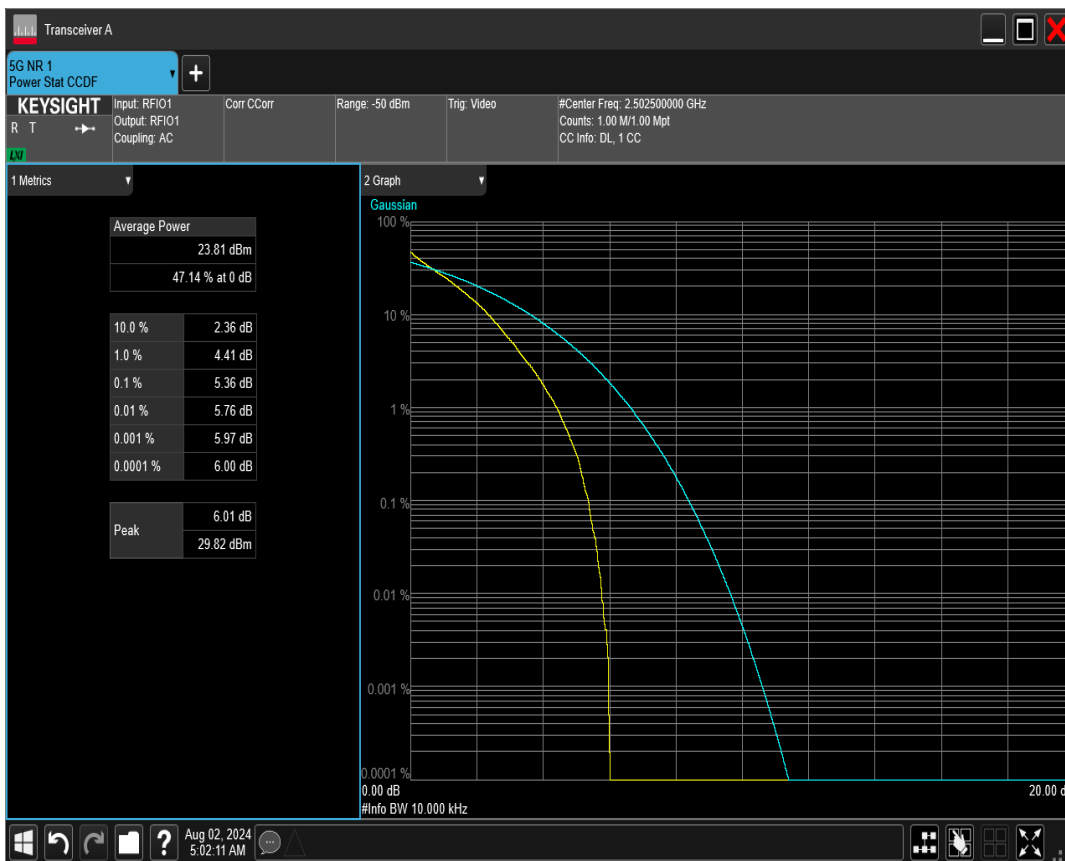 Transceiver A
5G NR 1
Power Stat CCDF
KEYSIGHT
R T
LXI
Input: RFIO1
Output: RFIO1
Coupling: AC
Corr CCorr
Range: -50 dBm
Trig: Video
#Center Freq: 2.502500000 GHz
Counts: 1.00 M/1.00 Mpt
CC Info: DL, 1 CC
1 Metrics
Average Power
23.81 dBm
47.14 % at 0 dB
10.0 % 2.36 dB
1.0 % 4.41 dB
0.1 % 5.36 dB
0.01 % 5.76 dB
0.001 % 5.97 dB
0.0001 % 6.00 dB
Peak
6.01 dB
29.82 dBm
2 Graph
Gaussian
100 %
10 %
1 %
0.1 %
0.01 %
0.001 %
0.0001 %
0.00 dB
20.00 d
#Info BW 10.000 kHz
?
Aug 02, 2024
5:02:11 AM